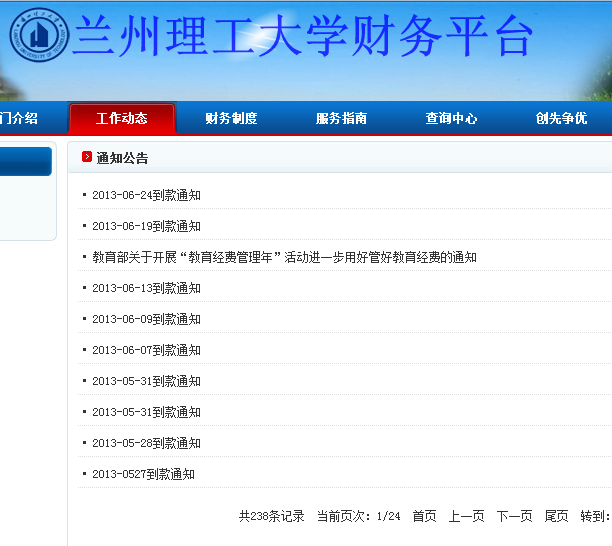 兰州理工大学财务平台
门介绍 工作动态 财务制度 服务指南 查询中心 创先争优
通知公告
2013-06-24到款通知
2013-06-19到款通知
教育部关于开展“教育经费管理年”活动进一步用好管好教育经费的通知
2013-06-13到款通知
2013-06-09到款通知
2013-06-07到款通知
2013-05-31到款通知
2013-05-31到款通知
2013-05-28到款通知
2013-0527到款通知
共238条记录 当前页次：1/24 首页 上一页 下一页 尾页 转到：